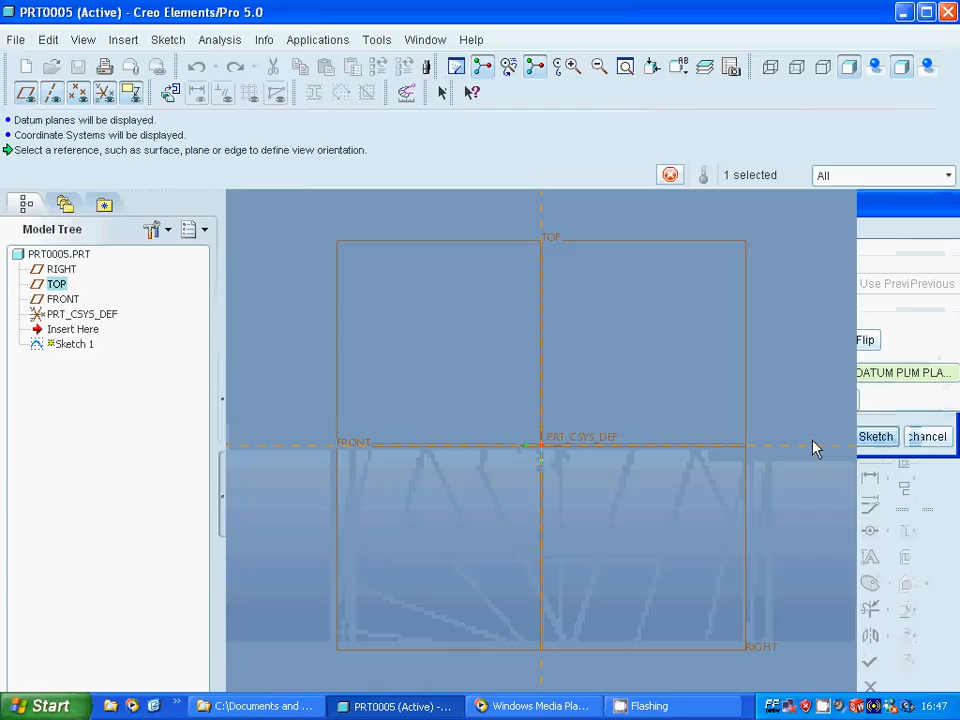 PRT0005 (Active) - Creo Elements/Pro 5.0
File Edit View Insert Sketch Analysis Info Applications Tools Window Help
Datum planes will be displayed.
Coordinate Systems will be displayed.
Select a reference, such as surface, plane or edge to define view orientation.
1 selected
All
Model Tree
PRT0005.PRT
RIGHT
TOP
FRONT
PRT_CSYS_DEF
Insert Here
Sketch 1
TOP
FRONT
PRT_CSYS_DEF
RIGHT
Use PreviPrevious
Flip
DATUM PL
Sketch
Start
C:\Documents and ...
PRT0005 (Active) -...
Windows Media Pla...
Flashing
16:47